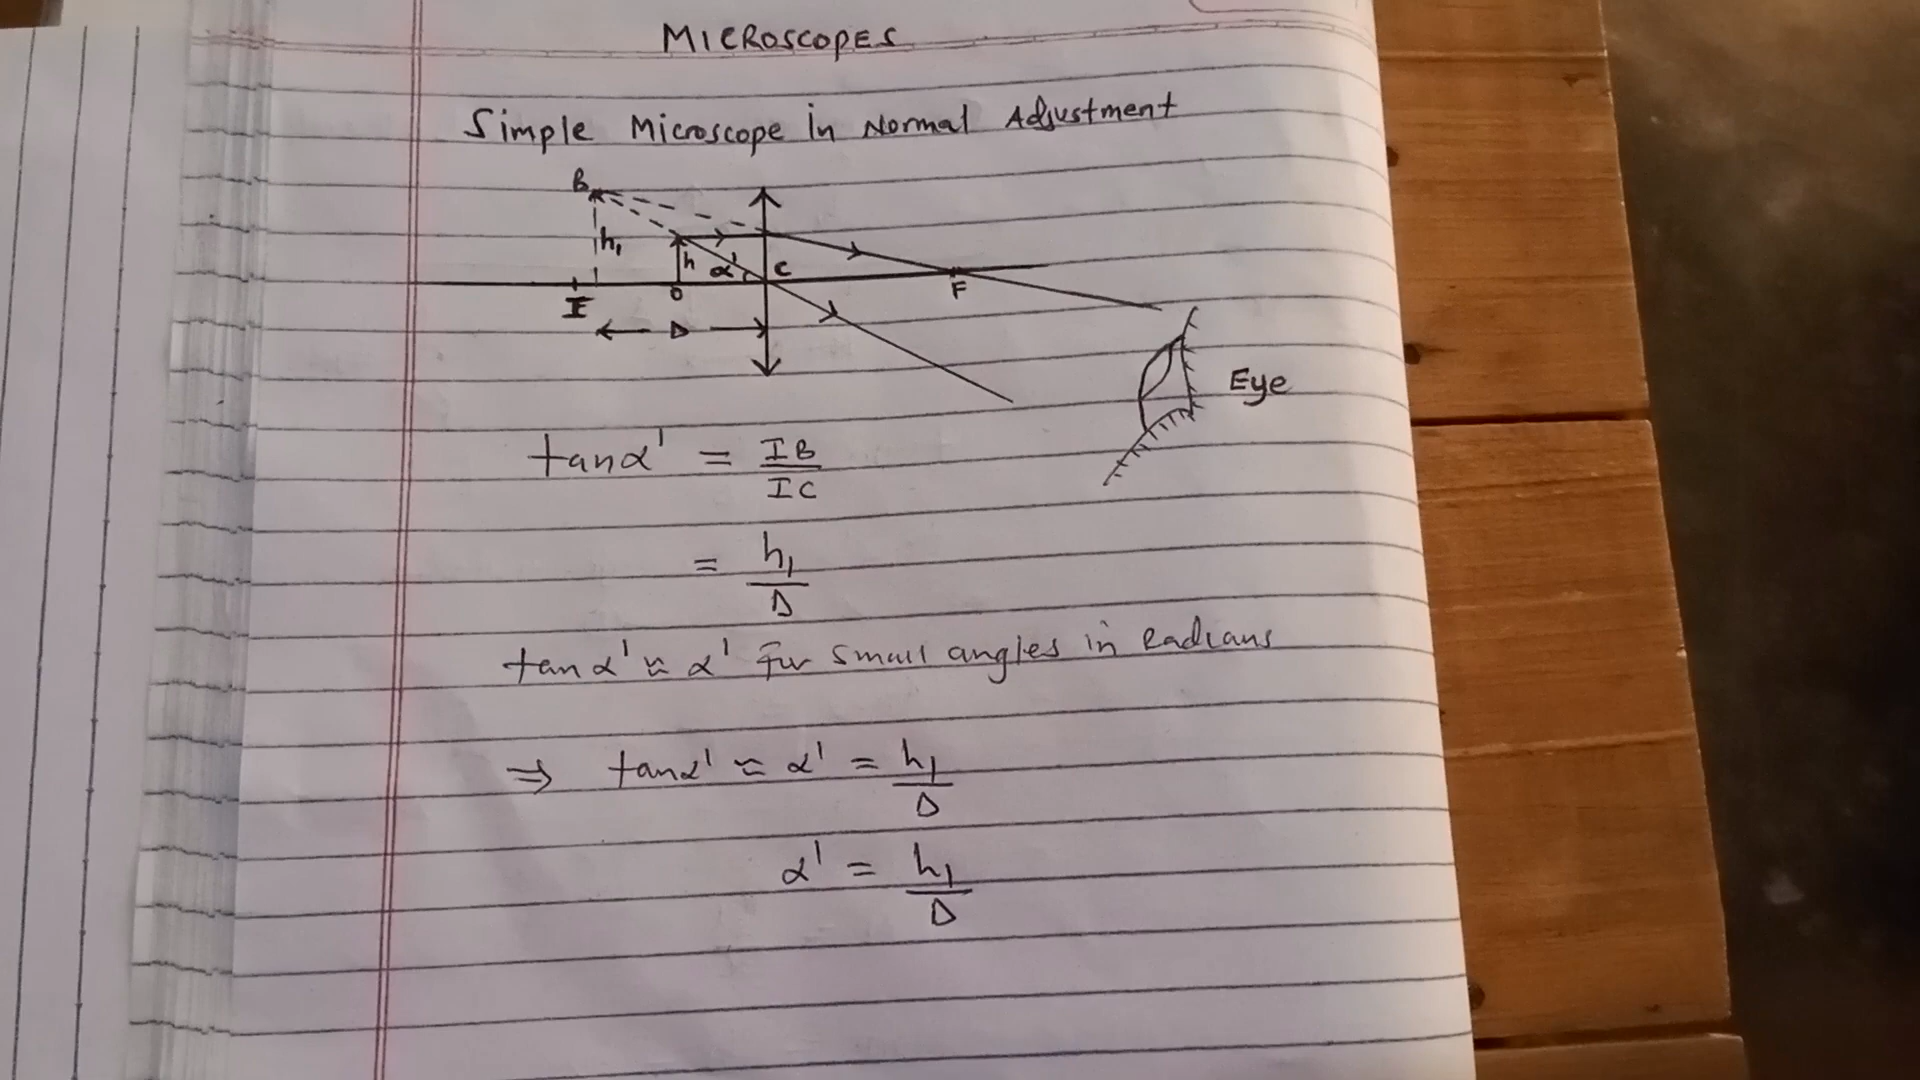 MICROSCOPES
Simple Microscope in Normal Adjustment
B
h₁
h α' C
I O F
D
Eye
tanα' = IB/IC
= h₁/D
tan α' ≈ α' for small angles in Radians
⇒ tanα' ≈ α' = h₁/D
α' = h₁/D